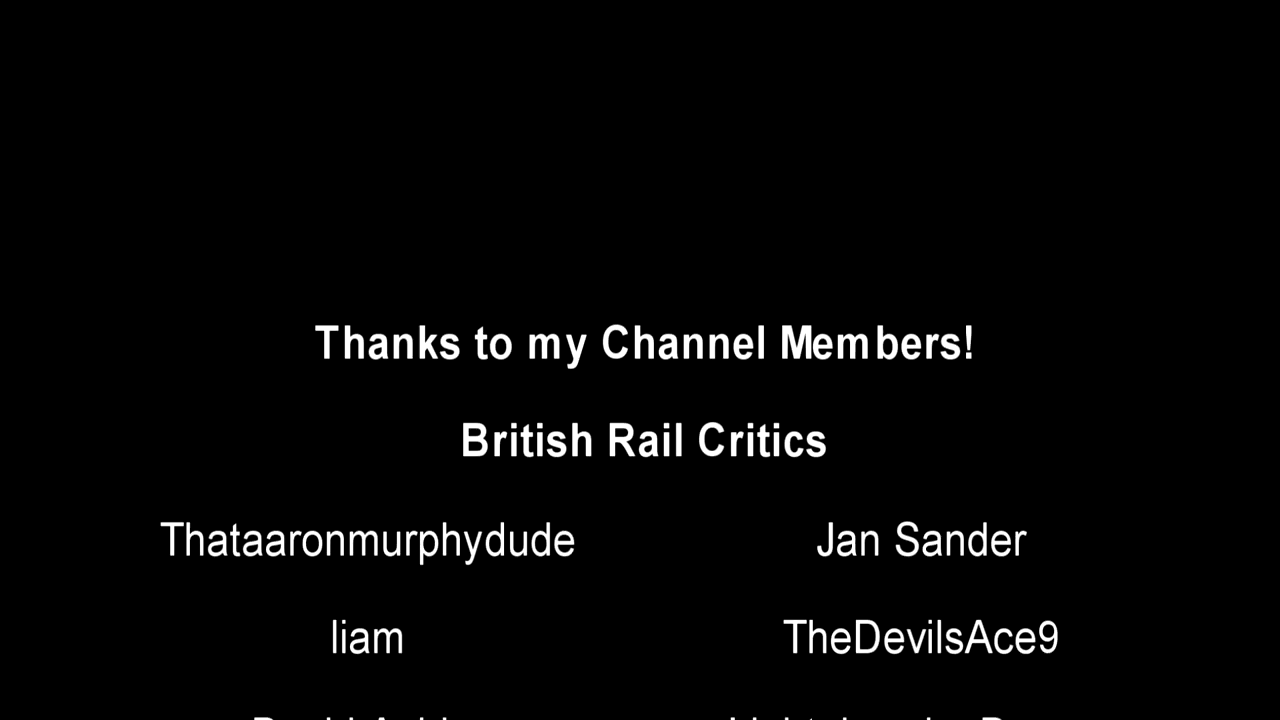 Thanks to my Channel Members!
British Rail Critics
Thataaronmurphydude Jan Sander
liam TheDevilsAce9